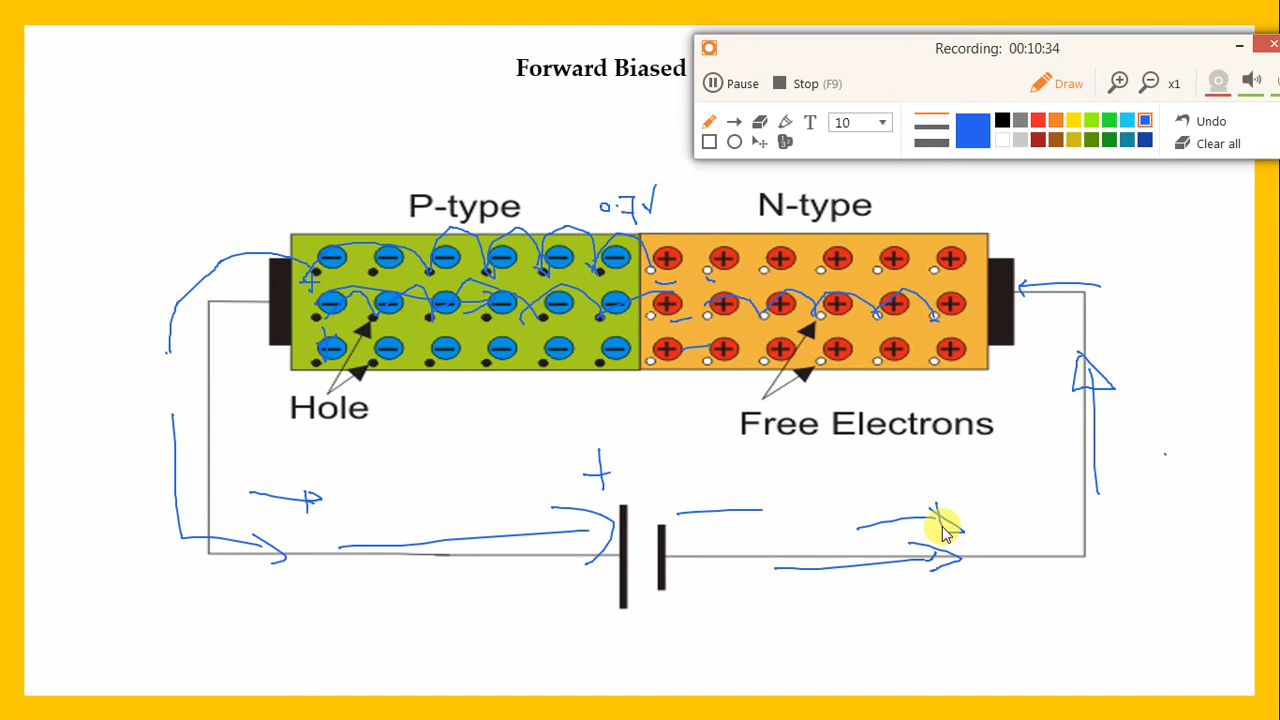 Forward Biased
Recording: 00:10:34
Pause Stop (F9) Draw x1
T 10 Undo
Clear all
P-type 0.7V N-type
Hole
Free Electrons
+